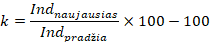 k = Ind_naujausias / Ind_pradžia × 100 − 100